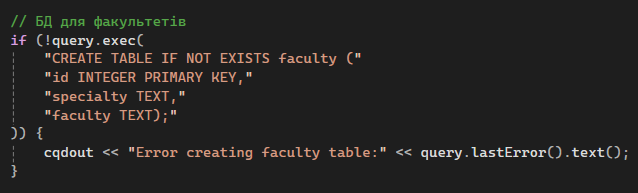 // БД для факультетів
if (!query.exec(
"CREATE TABLE IF NOT EXISTS faculty ("
"id INTEGER PRIMARY KEY,"
"specialty TEXT,"
"faculty TEXT);"
)) {
cqdout << "Error creating faculty table:" << query.lastError().text();
}